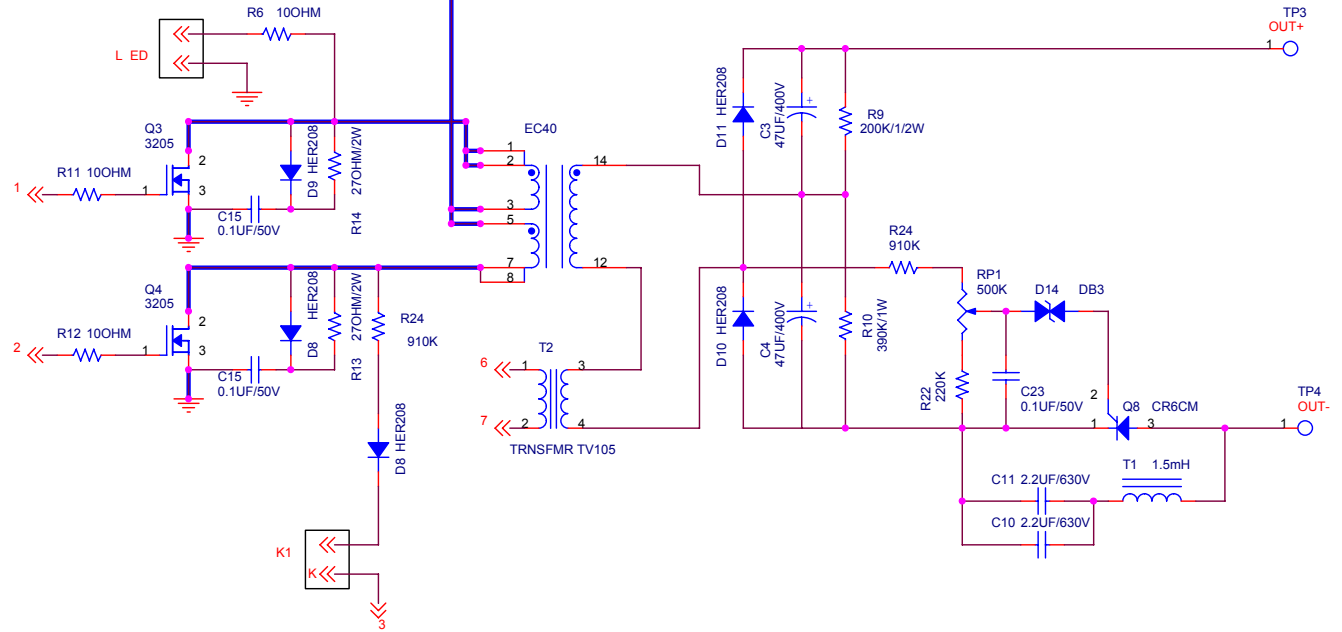 R6 10OHM
L ED
Q3
3205
2
3
1
R11 10OHM
1
D9 HER208
27OHM/2W
R14
C15
0.1UF/50V
EC40
1
2
3
5
7
8
14
12
Q4
3205
2
3
2
R12 10OHM
1
D8 HER208
27OHM/2W
R13
C15
0.1UF/50V
R24
910K
D8 HER208
K1
K
3
T2
6
7
1
2
3
4
TRNSFMR TV105
D11 HER208
C3
47UF/400V
+
R9
200K/1/2W
TP3
OUT+
1
D10 HER208
C4
47UF/400V
+
R10
390K/1W
R24
910K
RP1
500K
D14 DB3
R22
220K
C23
0.1UF/50V
2
Q8 CR6CM
1
3
TP4
OUT-
1
T1 1.5mH
C11 2.2UF/630V
C10 2.2UF/630V